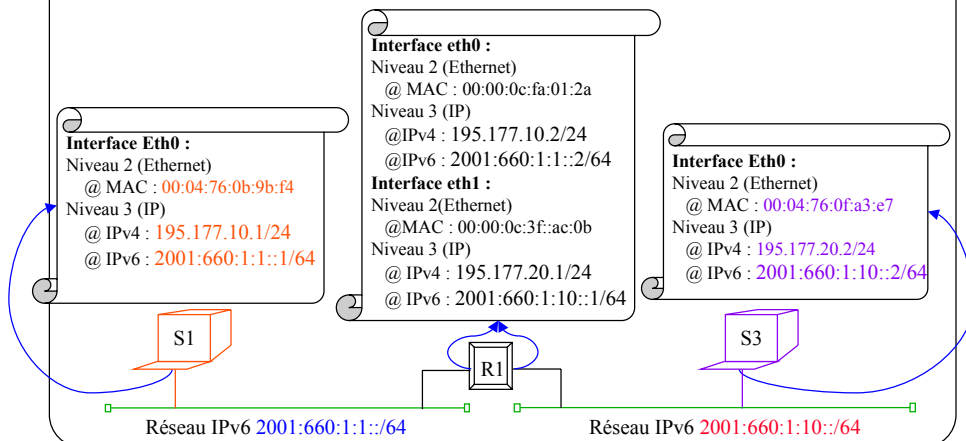 Interface eth0 :
Niveau 2 (Ethernet)
@ MAC : 00:00:0c:fa:01:2a
Niveau 3 (IP)
@IPv4 : 195.177.10.2/24
@IPv6 : 2001:660:1:1::2/64
Interface eth1 :
Niveau 2(Ethernet)
@MAC : 00:00:0c:3f::ac:0b
Niveau 3 (IP)
@ IPv4 : 195.177.20.1/24
@ IPv6 : 2001:660:1:10::1/64
Interface Eth0 :
Niveau 2 (Ethernet)
@ MAC : 00:04:76:0b:9b:f4
Niveau 3 (IP)
@ IPv4 : 195.177.10.1/24
@ IPv6 : 2001:660:1:1::1/64
Interface Eth0 :
Niveau 2 (Ethernet)
@ MAC : 00:04:76:0f:a3:e7
Niveau 3 (IP)
@ IPv4 : 195.177.20.2/24
@ IPv6 : 2001:660:1:10::2/64
S1
R1
S3
Réseau IPv6 2001:660:1:1::/64
Réseau IPv6 2001:660:1:10::/64